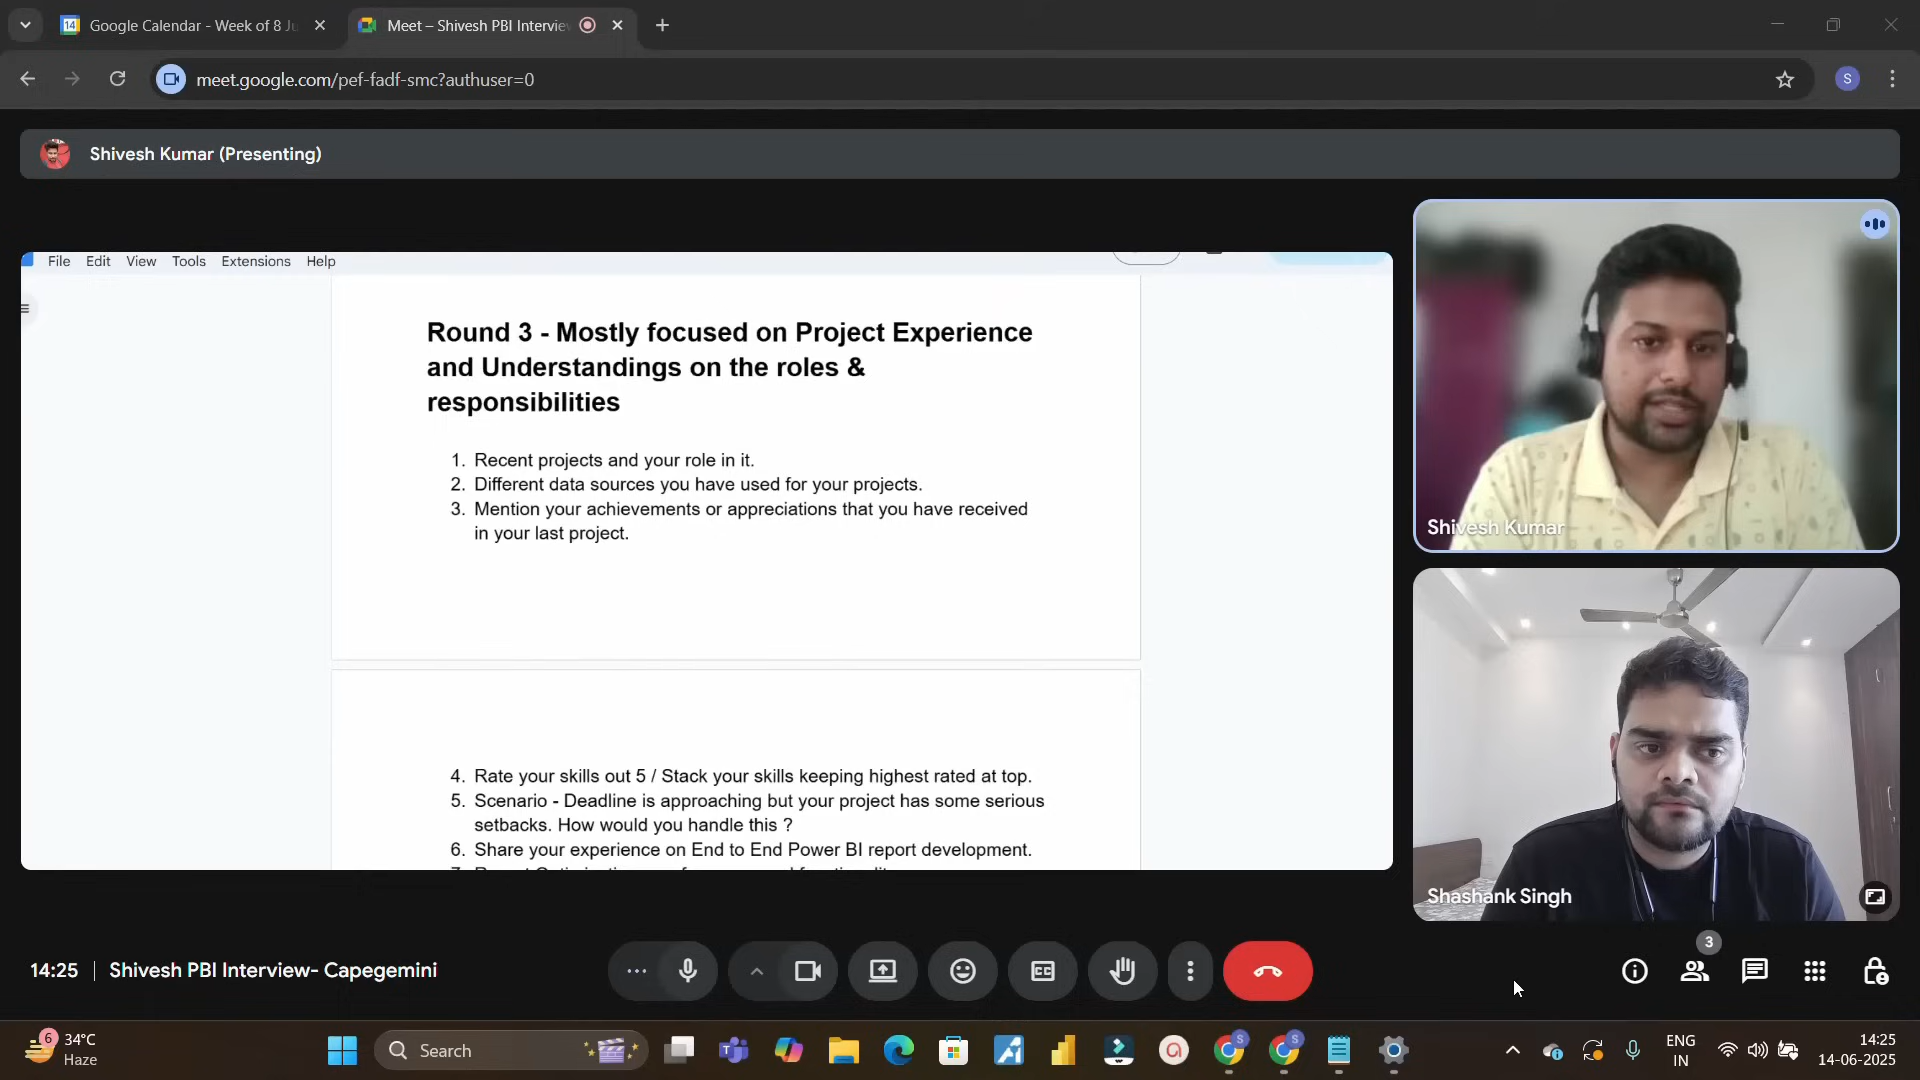 Google Calendar - Week of 8 Ju
Meet – Shivesh PBI Intervie
meet.google.com/pef-fadf-smc?authuser=0
S
Shivesh Kumar (Presenting)
File Edit View Tools Extensions Help
Round 3 - Mostly focused on Project Experience
and Understandings on the roles &
responsibilities
1. Recent projects and your role in it.
2. Different data sources you have used for your projects.
3. Mention your achievements or appreciations that you have received
in your last project.
4. Rate your skills out 5 / Stack your skills keeping highest rated at top.
5. Scenario - Deadline is approaching but your project has some serious
setbacks. How would you handle this ?
6. Share your experience on End to End Power BI report development.
Shivesh Kumar
Shashank Singh
14:25 | Shivesh PBI Interview- Capegemini
3
6
34°C
Haze
Search
ENG
IN
14:25
14-06-2025